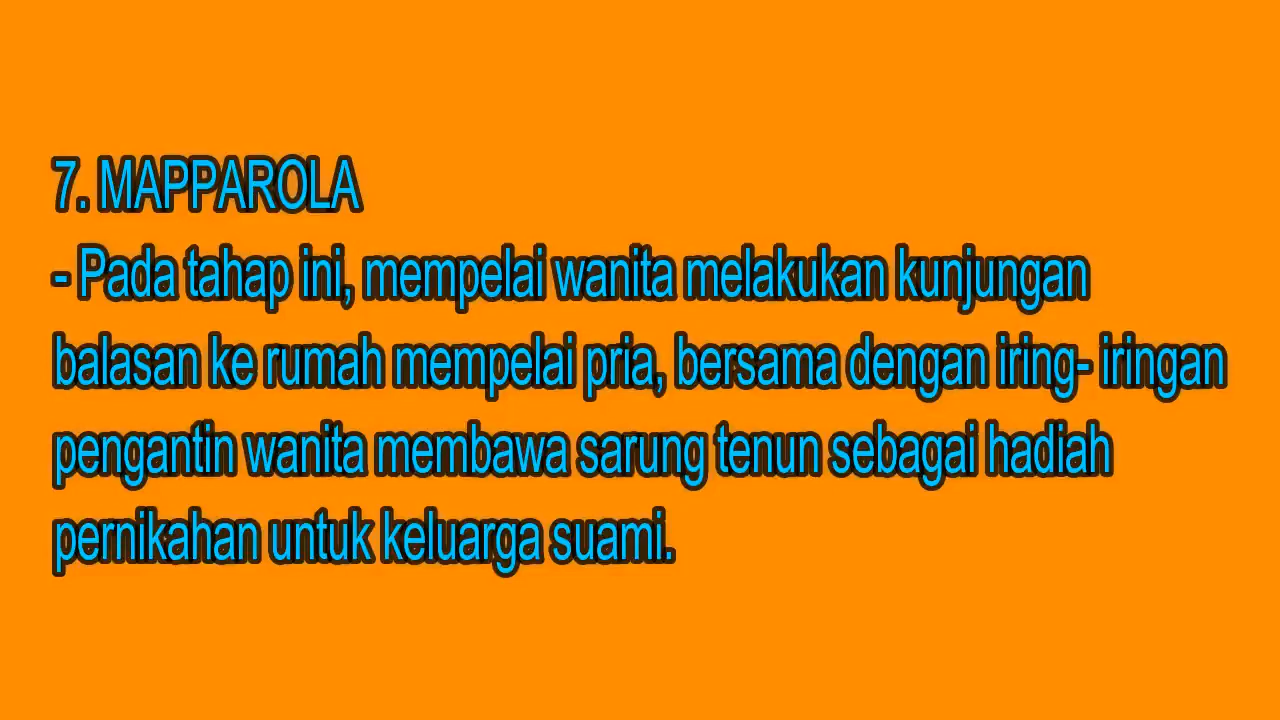 7. MAPPAROLA
- Pada tahap ini, mempelai wanita melakukan kunjungan
balasan ke rumah mempelai pria, bersama dengan iring- iringan
pengantin wanita membawa sarung tenun sebagai hadiah
pernikahan untuk keluarga suami.